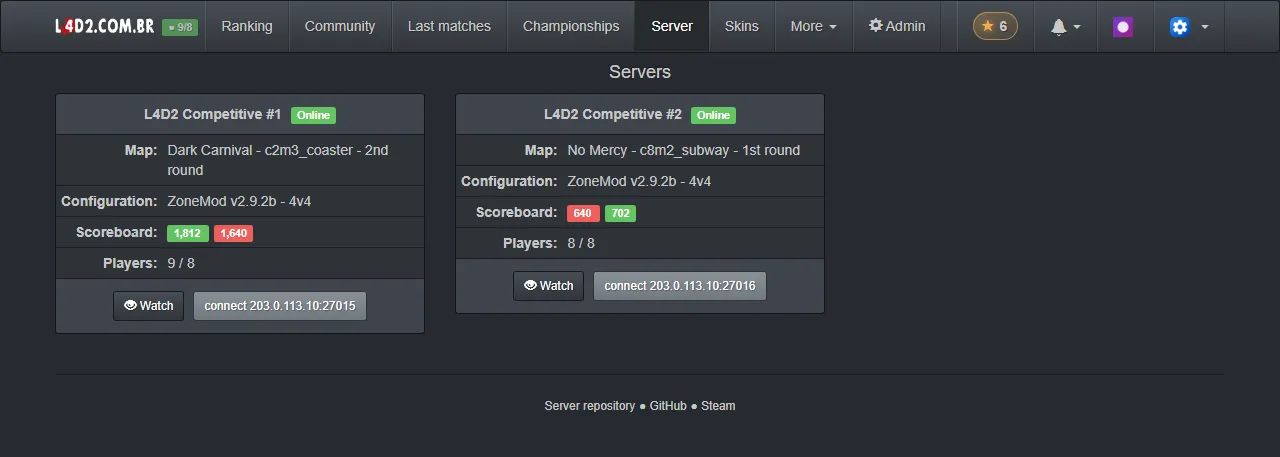 L4D2.COM.BR ● 9/8 Ranking Community Last matches Championships Server Skins More Admin ★ 6
Servers
L4D2 Competitive #1 Online
Map: Dark Carnival - c2m3_coaster - 2nd
round
Configuration: ZoneMod v2.9.2b - 4v4
Scoreboard: 1,812 1,640
Players: 9 / 8
Watch connect 203.0.113.10:27015
L4D2 Competitive #2 Online
Map: No Mercy - c8m2_subway - 1st round
Configuration: ZoneMod v2.9.2b - 4v4
Scoreboard: 640 702
Players: 8 / 8
Watch connect 203.0.113.10:27016
Server repository ● GitHub ● Steam